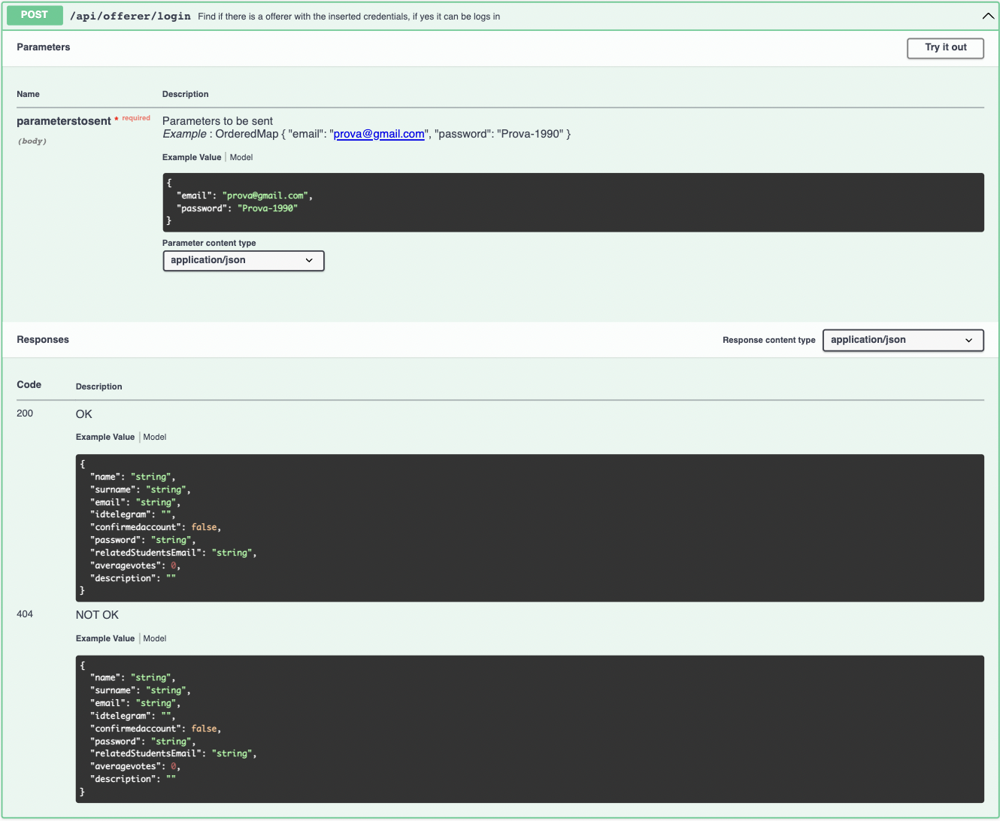 POST /api/offerer/login Find if there is a offerer with the inserted credentials, if yes it can be logs in
Parameters
Try it out
Name Description
parameterstosent * required
(body)
Parameters to be sent
Example : OrderedMap { "email": "prova@gmail.com", "password": "Prova-1990" }
Example Value | Model
{
"email": "prova@gmail.com",
"password": "Prova-1990"
}
Parameter content type
application/json
Responses
Response content type application/json
Code Description
200 OK
Example Value | Model
{
"name": "string",
"surname": "string",
"email": "string",
"idtelegram": "",
"confirmedaccount": false,
"password": "string",
"relatedStudentsEmail": "string",
"averagevotes": 0,
"description": ""
}
404 NOT OK
Example Value | Model
{
"name": "string",
"surname": "string",
"email": "string",
"idtelegram": "",
"confirmedaccount": false,
"password": "string",
"relatedStudentsEmail": "string",
"averagevotes": 0,
"description": ""
}